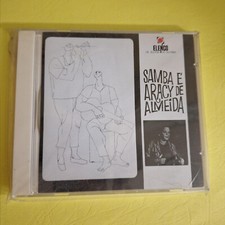 ELENCO
SAMBA E
ARACY DE
ALMEIDA